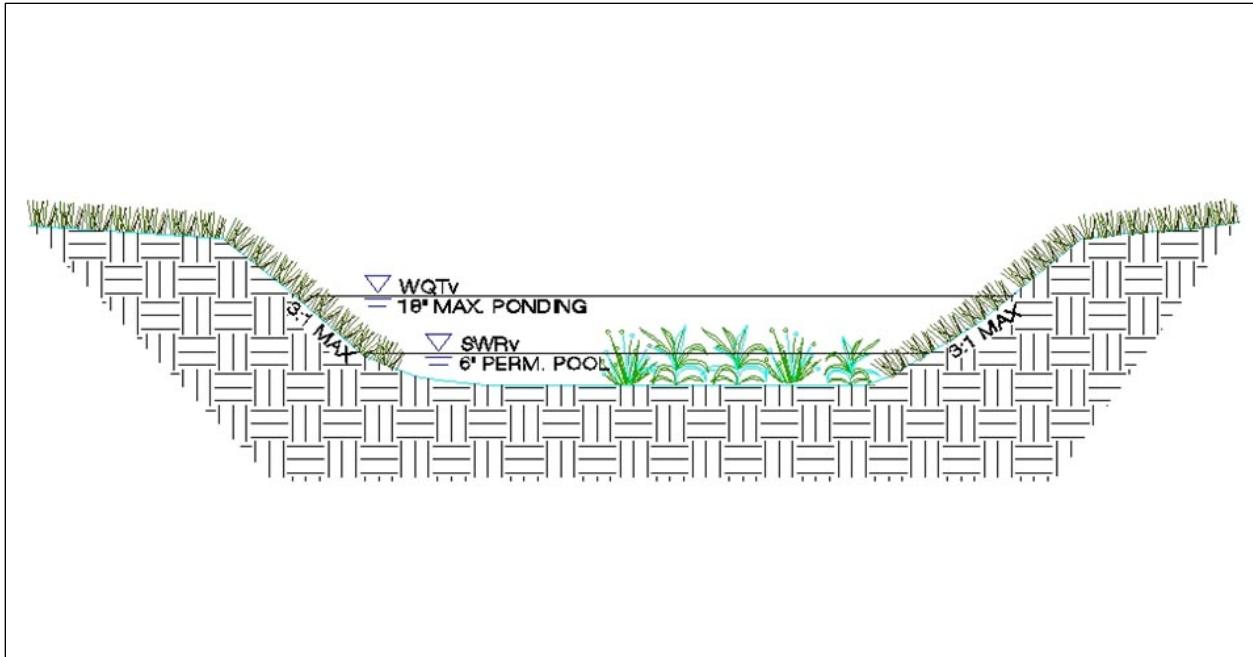 WQTv
18" MAX. PONDING
SWRv
6" PERM. POOL
3:1 MAX
3:1 MAX